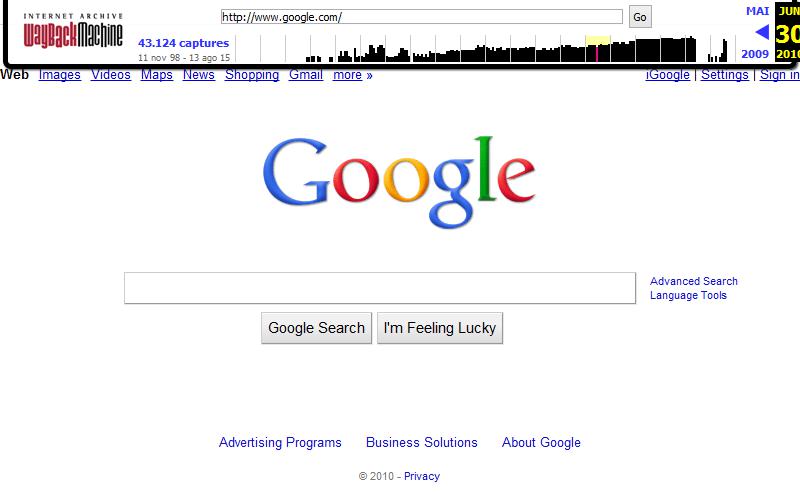 INTERNET ARCHIVE
WayBackMachine
http://www.google.com/
Go
43.124 captures
11 nov 98 - 13 ago 15
MAI
JUN
30
2009
2010
Web Images Videos Maps News Shopping Gmail more »
iGoogle | Settings | Sign in
Google
Advanced Search
Language Tools
Google Search
I'm Feeling Lucky
Advertising Programs
Business Solutions
About Google
© 2010 - Privacy